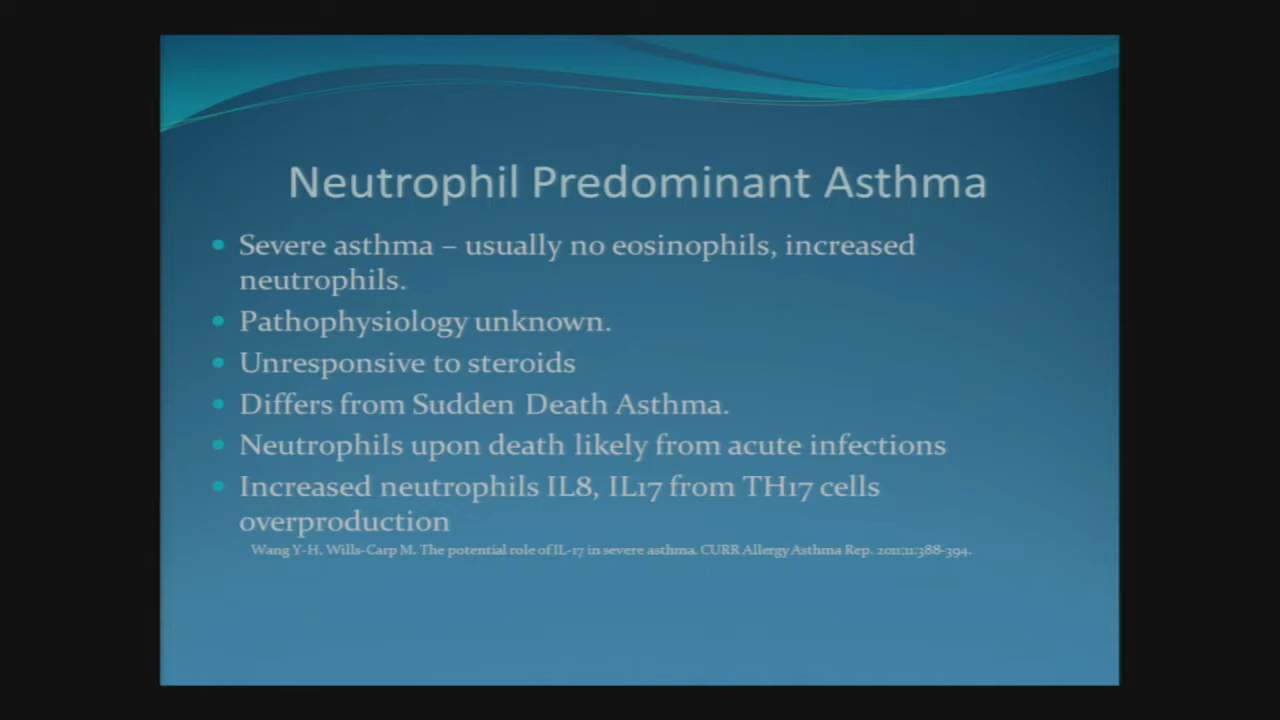 Neutrophil Predominant Asthma
• Severe asthma – usually no eosinophils, increased
neutrophils.
• Pathophysiology unknown.
• Unresponsive to steroids
• Differs from Sudden Death Asthma.
• Neutrophils upon death likely from acute infections
• Increased neutrophils IL8, IL17 from TH17 cells
overproduction
Wang Y-H, Wills-Carp M. The potential role of IL-17 in severe asthma. CURR Allergy Asthma Rep. 2011;11:388-394.